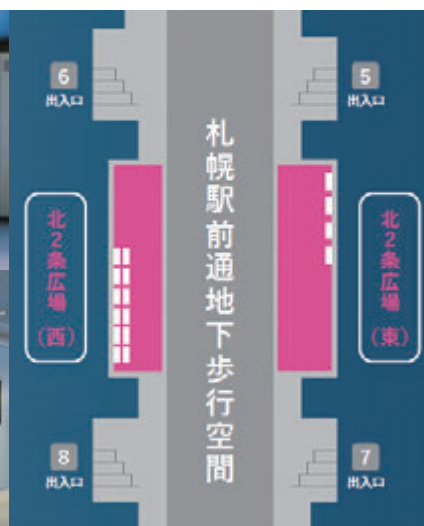 6
出入口
5
出入口
札幌駅前通地下歩行空間
北2条広場
（西）
北2条広場
（東）
8
出入口
7
出入口